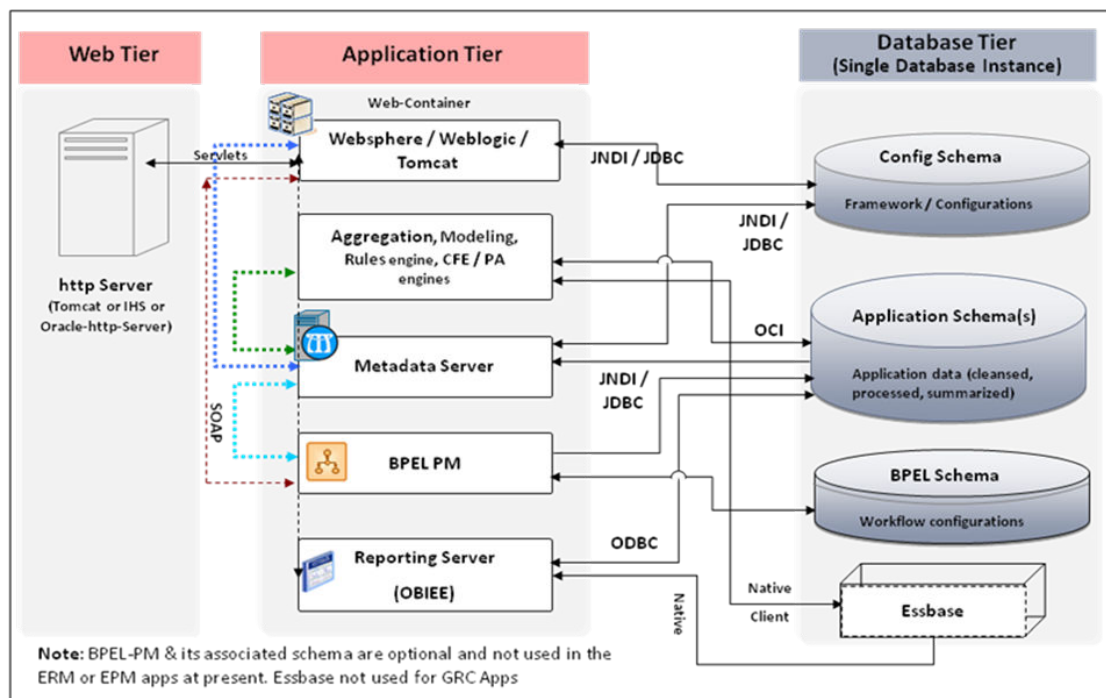 Web Tier
Application Tier
Database Tier
(Single Database Instance)
Web-Container
Websphere / Weblogic /
Tomcat
Servlets
JNDI / JDBC
Config Schema
Framework / Configurations
JNDI /
JDBC
Aggregation, Modeling,
Rules engine, CFE / PA
engines
http Server
(Tomcat or IHS or
Oracle-http-Server)
OCI
Application Schema(s)
Application data (cleansed,
processed, summarized)
Metadata Server
JNDI /
JDBC
SOAP
BPEL PM
BPEL Schema
Workflow configurations
ODBC
Reporting Server
(OBIEE)
Native
Native
Client
Essbase
Note: BPEL-PM & its associated schema are optional and not used in the
ERM or EPM apps at present. Essbase not used for GRC Apps